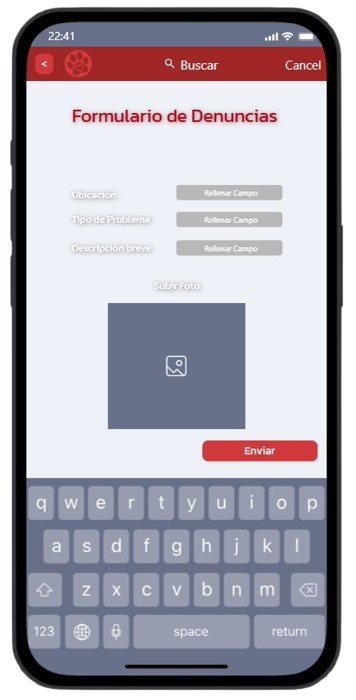 22:41
< Buscar Cancel
Formulario de Denuncias
Ubicación Rellenar Campo
Tipo de Problema Rellenar Campo
Descripción breve Rellenar Campo
Subir Foto
Enviar
q w e r t y u i o p
a s d f g h j k l
z x c v b n m
123 space return